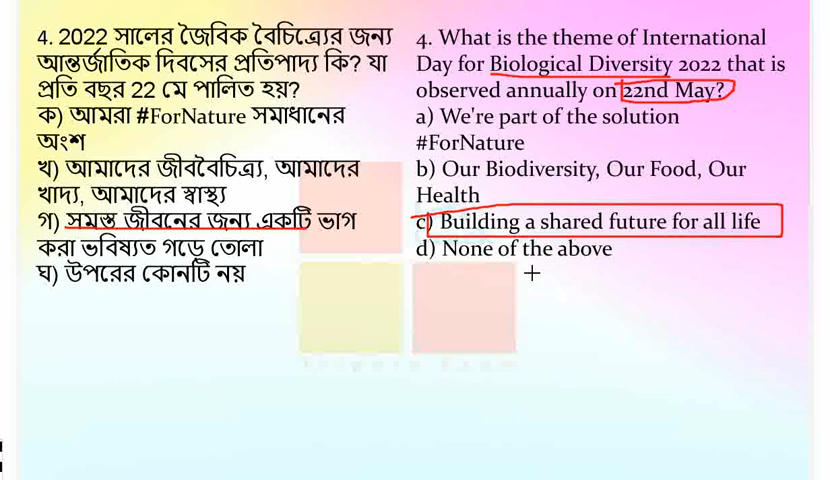 4. 2022 সালের জৈবিক বৈচিত্র্যের জন্য
আন্তর্জাতিক দিবসের প্রতিপাদ্য কি? যা
প্রতি বছর 22 মে পালিত হয়?
ক) আমরা #ForNature সমাধানের
অংশ
খ) আমাদের জীববৈচিত্র্য, আমাদের
খাদ্য, আমাদের স্বাস্থ্য
গ) সমস্ত জীবনের জন্য একটি ভাগ
করা ভবিষ্যত গড়ে তোলা
ঘ) উপরের কোনটি নয়
4. What is the theme of International
Day for Biological Diversity 2022 that is
observed annually on 22nd May?
a) We're part of the solution
#ForNature
b) Our Biodiversity, Our Food, Our
Health
c) Building a shared future for all life
d) None of the above